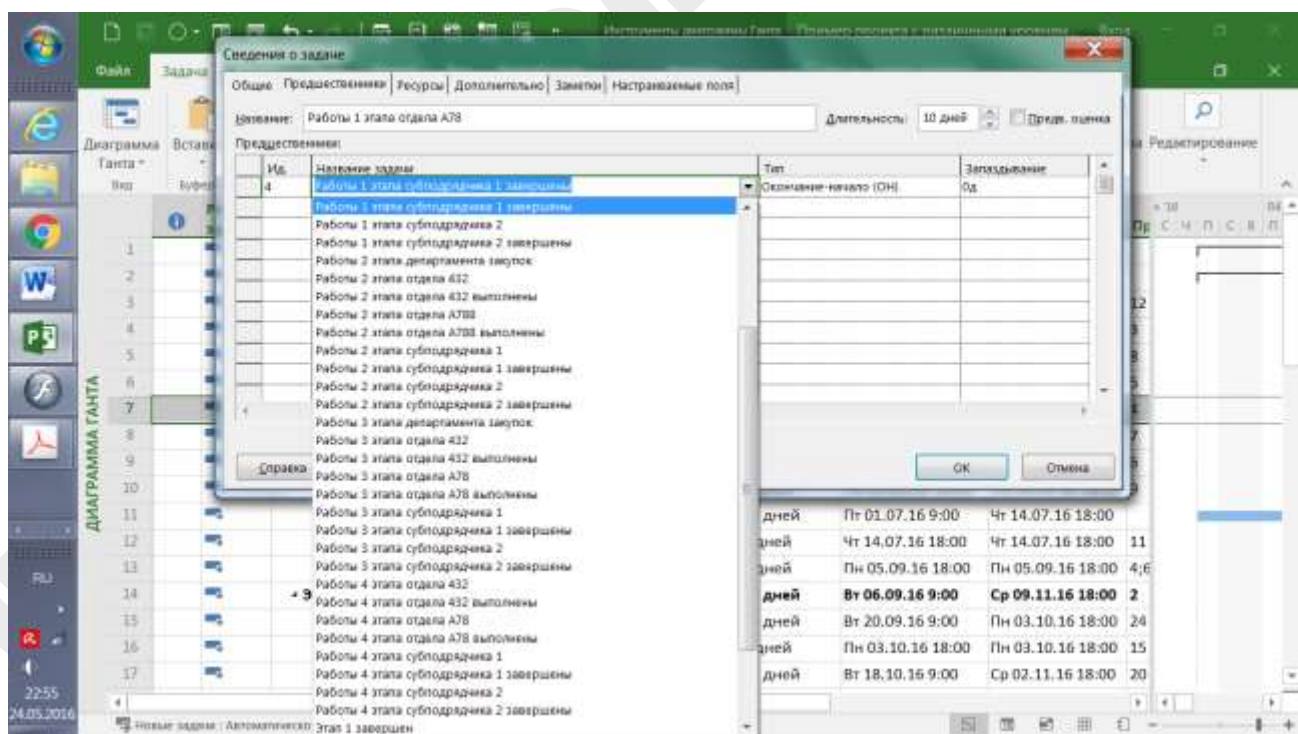 Инструменты диаграммы Ганта
Пример проекта с различными уровнями
Вход
Файл
Задача
Сведения о задаче
Общие Предшественники Ресурсы Дополнительно Заметки Настраиваемые поля
Название: Работы 1 этапа отдела А78 Длительность: 10 дней Предв. оценка
Предшественники:
Ид. Название задачи Тип Запаздывание
4 Работы 1 этапа субподрядчика 1 завершены Окончание-начало (ОН) 0д
Работы 1 этапа субподрядчика 1 завершены
Работы 1 этапа субподрядчика 2
Работы 1 этапа субподрядчика 2 завершены
Работы 2 этапа департамента закупок
Работы 2 этапа отдела 432
Работы 2 этапа отдела 432 выполнены
Работы 2 этапа отдела А788
Работы 2 этапа отдела А788 выполнены
Работы 2 этапа субподрядчика 1
Работы 2 этапа субподрядчика 1 завершены
Работы 2 этапа субподрядчика 2
Работы 2 этапа субподрядчика 2 завершены
Работы 3 этапа департамента закупок
Работы 3 этапа отдела 432
Работы 3 этапа отдела 432 выполнены
Работы 3 этапа отдела А78
Работы 3 этапа отдела А78 выполнены
Работы 3 этапа субподрядчика 1
Работы 3 этапа субподрядчика 1 завершены
Работы 3 этапа субподрядчика 2
Работы 3 этапа субподрядчика 2 завершены
Работы 4 этапа отдела 432
Работы 4 этапа отдела 432 выполнены
Работы 4 этапа отдела А78
Работы 4 этапа отдела А78 выполнены
Работы 4 этапа субподрядчика 1
Работы 4 этапа субподрядчика 1 завершены
Работы 4 этапа субподрядчика 2
Работы 4 этапа субподрядчика 2 завершены
Этап 1 завершен
Справка ОК Отмена
Диаграмма
Ганта
Вид
Редактирование
ДИАГРАММА ГАНТА
1
2
3
4
5
6
7
8
9
10
11 дней Пт 01.07.16 9:00 Чт 14.07.16 18:00
12 дней Чт 14.07.16 18:00 Чт 14.07.16 18:00 11
13 дней Пн 05.09.16 18:00 Пн 05.09.16 18:00 4;6
14 дней Вт 06.09.16 9:00 Ср 09.11.16 18:00 2
15 дней Вт 20.09.16 9:00 Пн 03.10.16 18:00 24
16 дней Пн 03.10.16 18:00 Пн 03.10.16 18:00 15
17 дней Вт 18.10.16 9:00 Ср 02.11.16 18:00 20
Пр С Ч П С В П
RU
22:55
24.05.2016
Новые задачи : Автоматическо